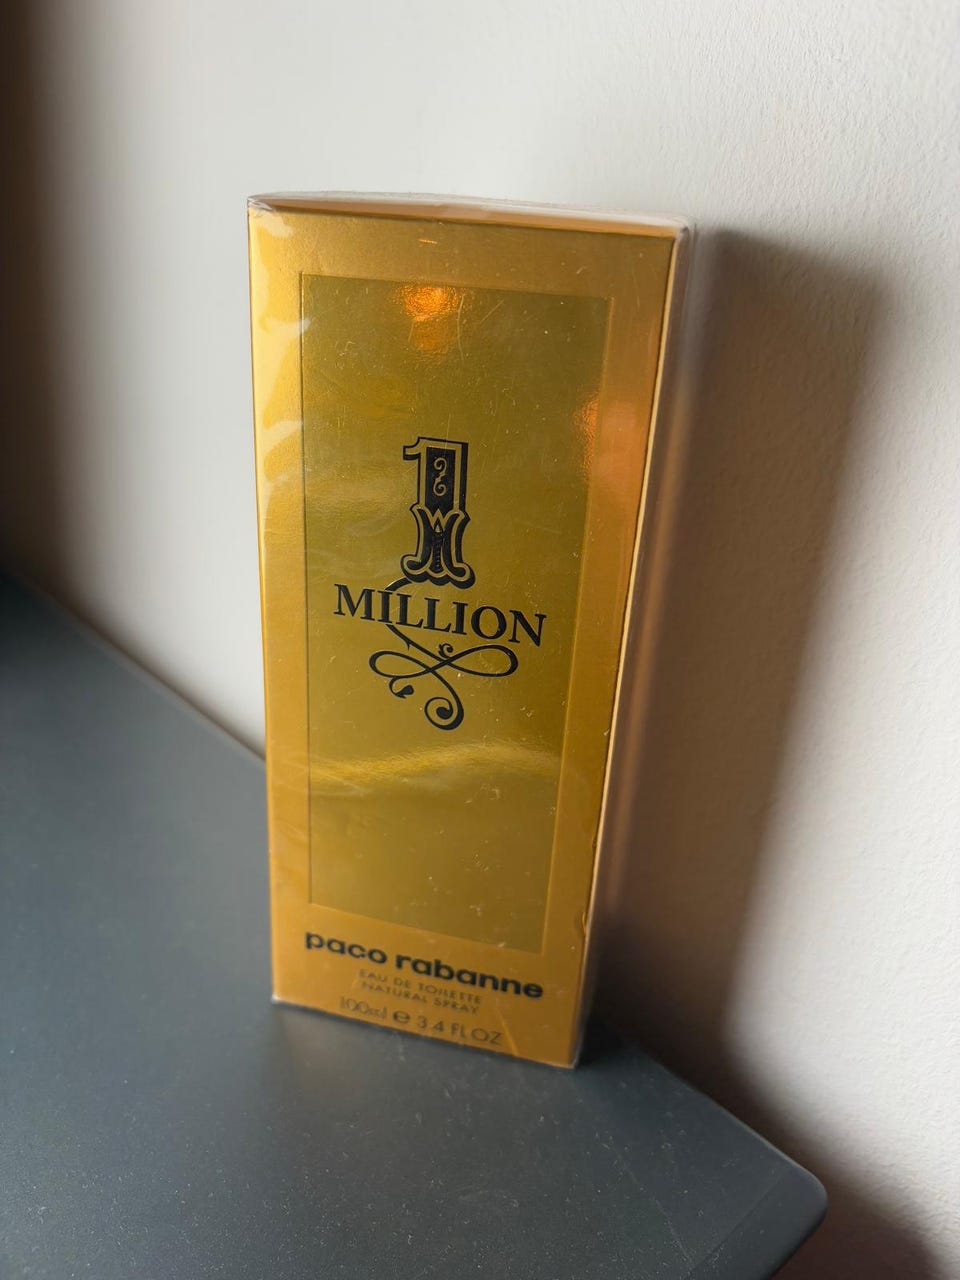 1
MILLION
paco rabanne
EAU DE TOILETTE
NATURAL SPRAY
100ml e 3.4 FL OZ